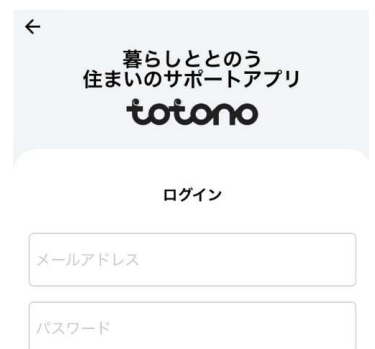 ←
暮らしととのう
住まいのサポートアプリ
totono
ログイン
メールアドレス
パスワード